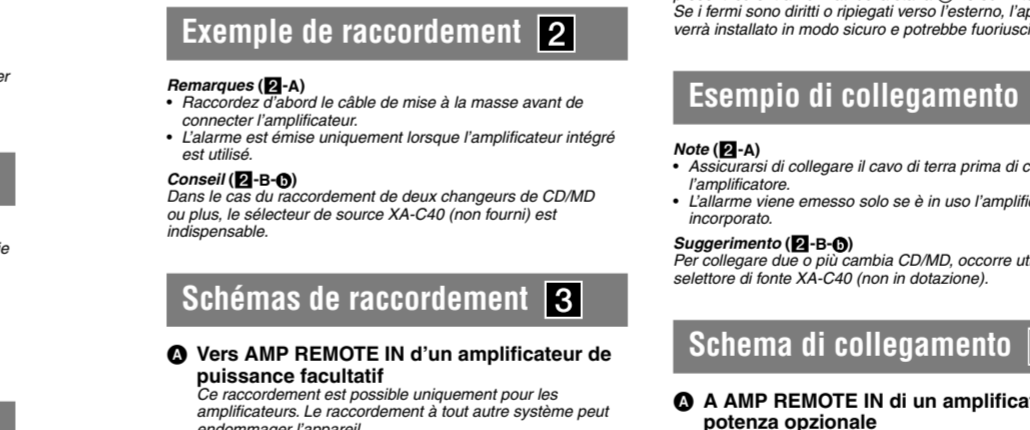 er
ie
Exemple de raccordement 2
Remarques (2-A)
• Raccordez d'abord le câble de mise à la masse avant de
connecter l'amplificateur.
• L'alarme est émise uniquement lorsque l'amplificateur intégré
est utilisé.
Conseil (2-B-b)
Dans le cas du raccordement de deux changeurs de CD/MD
ou plus, le sélecteur de source XA-C40 (non fourni) est
indispensable.
Schémas de raccordement 3
A Vers AMP REMOTE IN d'un amplificateur de
puissance facultatif
Ce raccordement est possible uniquement pour les
amplificateurs. Le raccordement à tout autre système peut
endommager l'appareil.
Se i fermi sono diritti o ripiegati verso l'esterno, l'ap
verrà installato in modo sicuro e potrebbe fuoriusci
Esempio di collegamento
Note (2-A)
• Assicurarsi di collegare il cavo di terra prima di c
l'amplificatore.
• L'allarme viene emesso solo se è in uso l'amplific
incorporato.
Suggerimento (2-B-b)
Per collegare due o più cambia CD/MD, occorre ut
selettore di fonte XA-C40 (non in dotazione).
Schema di collegamento
A A AMP REMOTE IN di un amplifica
potenza opzionale